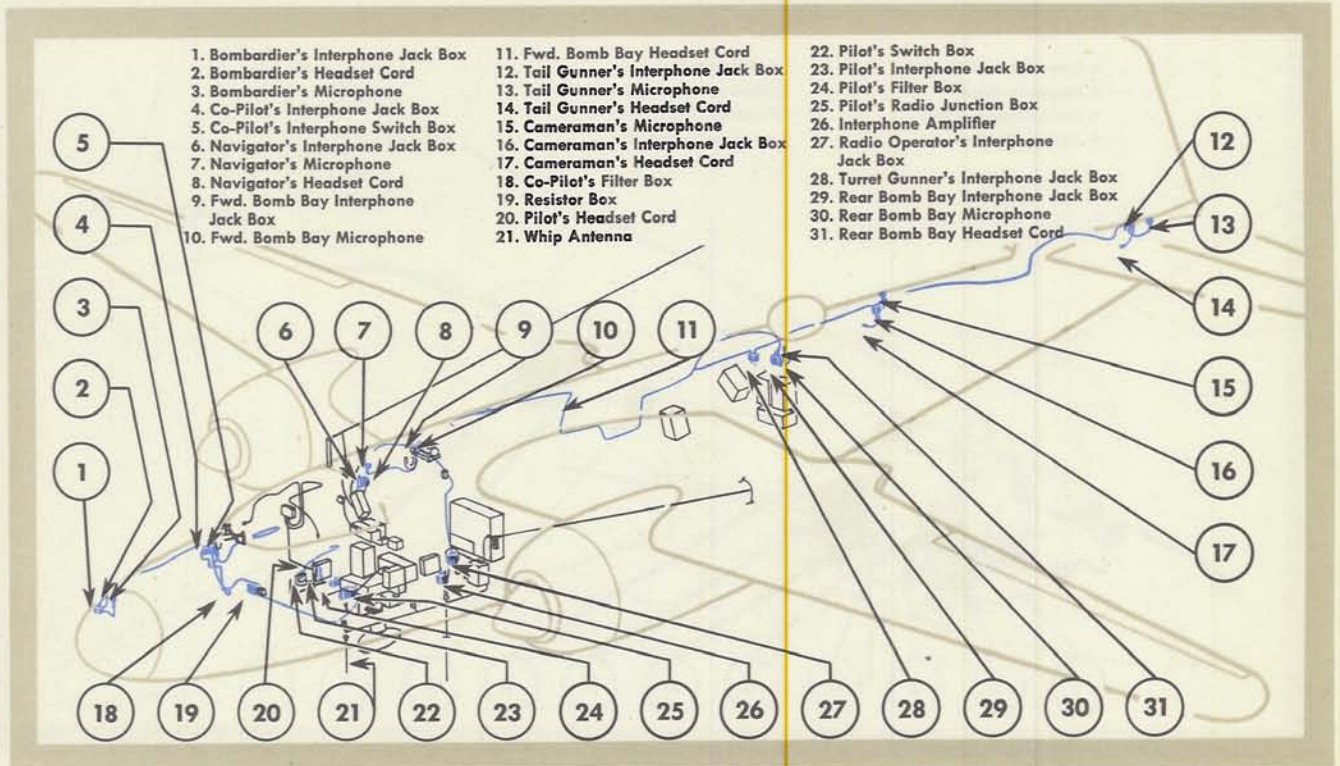 1. Bombardier's Interphone Jack Box
2. Bombardier's Headset Cord
3. Bombardier's Microphone
4. Co-Pilot's Interphone Jack Box
5. Co-Pilot's Interphone Switch Box
6. Navigator's Interphone Jack Box
7. Navigator's Microphone
8. Navigator's Headset Cord
9. Fwd. Bomb Bay Interphone
Jack Box
10. Fwd. Bomb Bay Microphone
11. Fwd. Bomb Bay Headset Cord
12. Tail Gunner's Interphone Jack Box
13. Tail Gunner's Microphone
14. Tail Gunner's Headset Cord
15. Cameraman's Microphone
16. Cameraman's Interphone Jack Box
17. Cameraman's Headset Cord
18. Co-Pilot's Filter Box
19. Resistor Box
20. Pilot's Headset Cord
21. Whip Antenna
22. Pilot's Switch Box
23. Pilot's Interphone Jack Box
24. Pilot's Filter Box
25. Pilot's Radio Junction Box
26. Interphone Amplifier
27. Radio Operator's Interphone
Jack Box
28. Turret Gunner's Interphone Jack Box
29. Rear Bomb Bay Interphone Jack Box
30. Rear Bomb Bay Microphone
31. Rear Bomb Bay Headset Cord
5
4
3
2
1
6
7
8
9
10
11
12
13
14
15
16
17
18
19
20
21
22
23
24
25
26
27
28
29
30
31